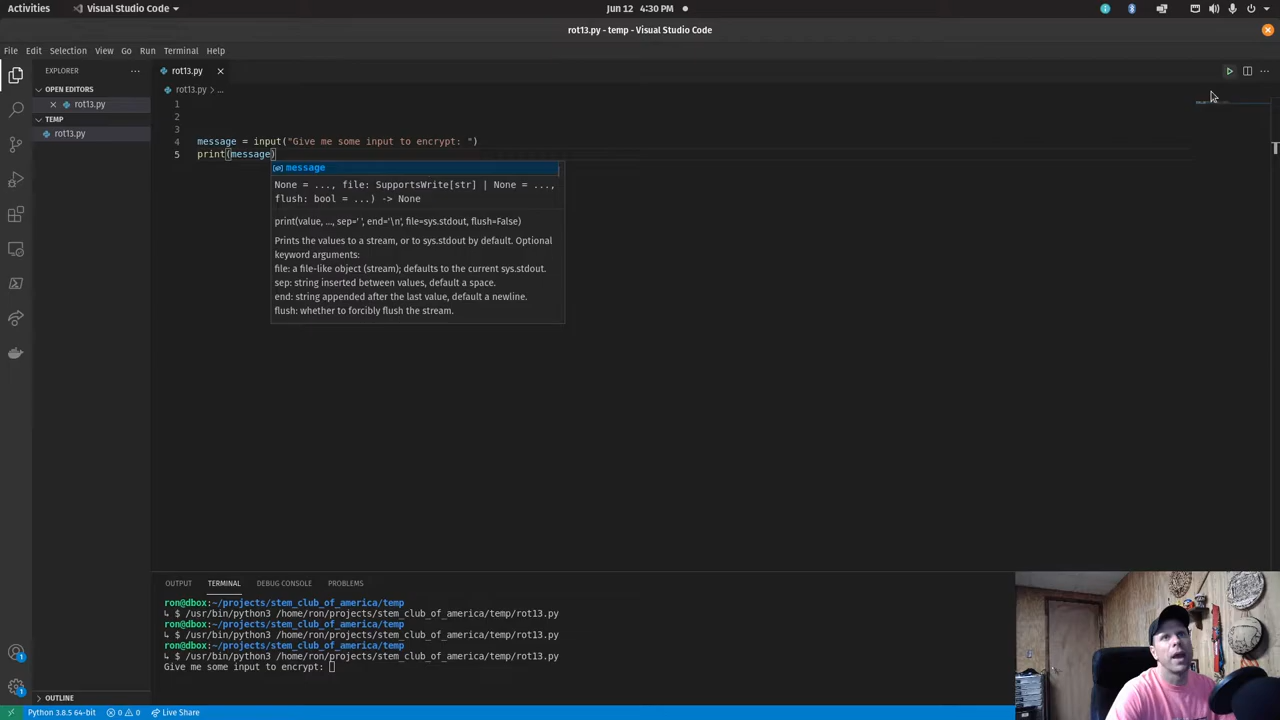 Activities
Visual Studio Code
Jun 12 4:30 PM
rot13.py - temp - Visual Studio Code
File Edit Selection View Go Run Terminal Help
EXPLORER
rot13.py
OPEN EDITORS
rot13.py > ...
rot13.py
TEMP
rot13.py
1
2
3
4 message = input("Give me some input to encrypt: ")
5 print(message)
message
None = ..., file: SupportsWrite[str] | None = ...,
flush: bool = ...) -> None
print(value, ..., sep=' ', end='\n', file=sys.stdout, flush=False)
Prints the values to a stream, or to sys.stdout by default. Optional
keyword arguments:
file: a file-like object (stream); defaults to the current sys.stdout.
sep: string inserted between values, default a space.
end: string appended after the last value, default a newline.
flush: whether to forcibly flush the stream.
OUTPUT TERMINAL DEBUG CONSOLE PROBLEMS
ron@dbox:~/projects/stem_club_of_america/temp
↳ $ /usr/bin/python3 /home/ron/projects/stem_club_of_america/temp/rot13.py
ron@dbox:~/projects/stem_club_of_america/temp
↳ $ /usr/bin/python3 /home/ron/projects/stem_club_of_america/temp/rot13.py
ron@dbox:~/projects/stem_club_of_america/temp
↳ $ /usr/bin/python3 /home/ron/projects/stem_club_of_america/temp/rot13.py
Give me some input to encrypt:
1
1
OUTLINE
Python 3.8.5 64-bit 0 0 Live Share